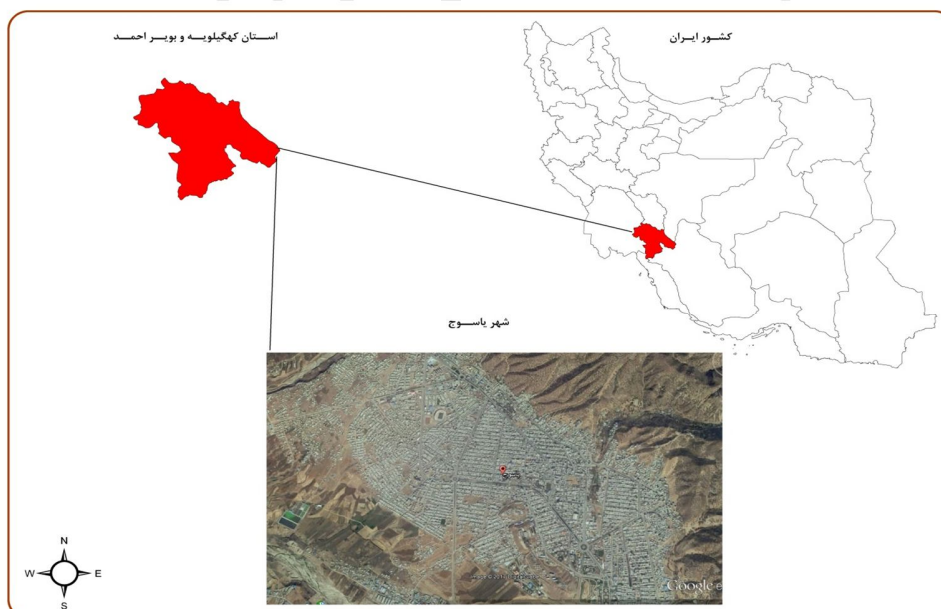 کشور ایران
استان کهگیلویه و بویر احمد
شهر یاسوج
N
W E
S
Google e